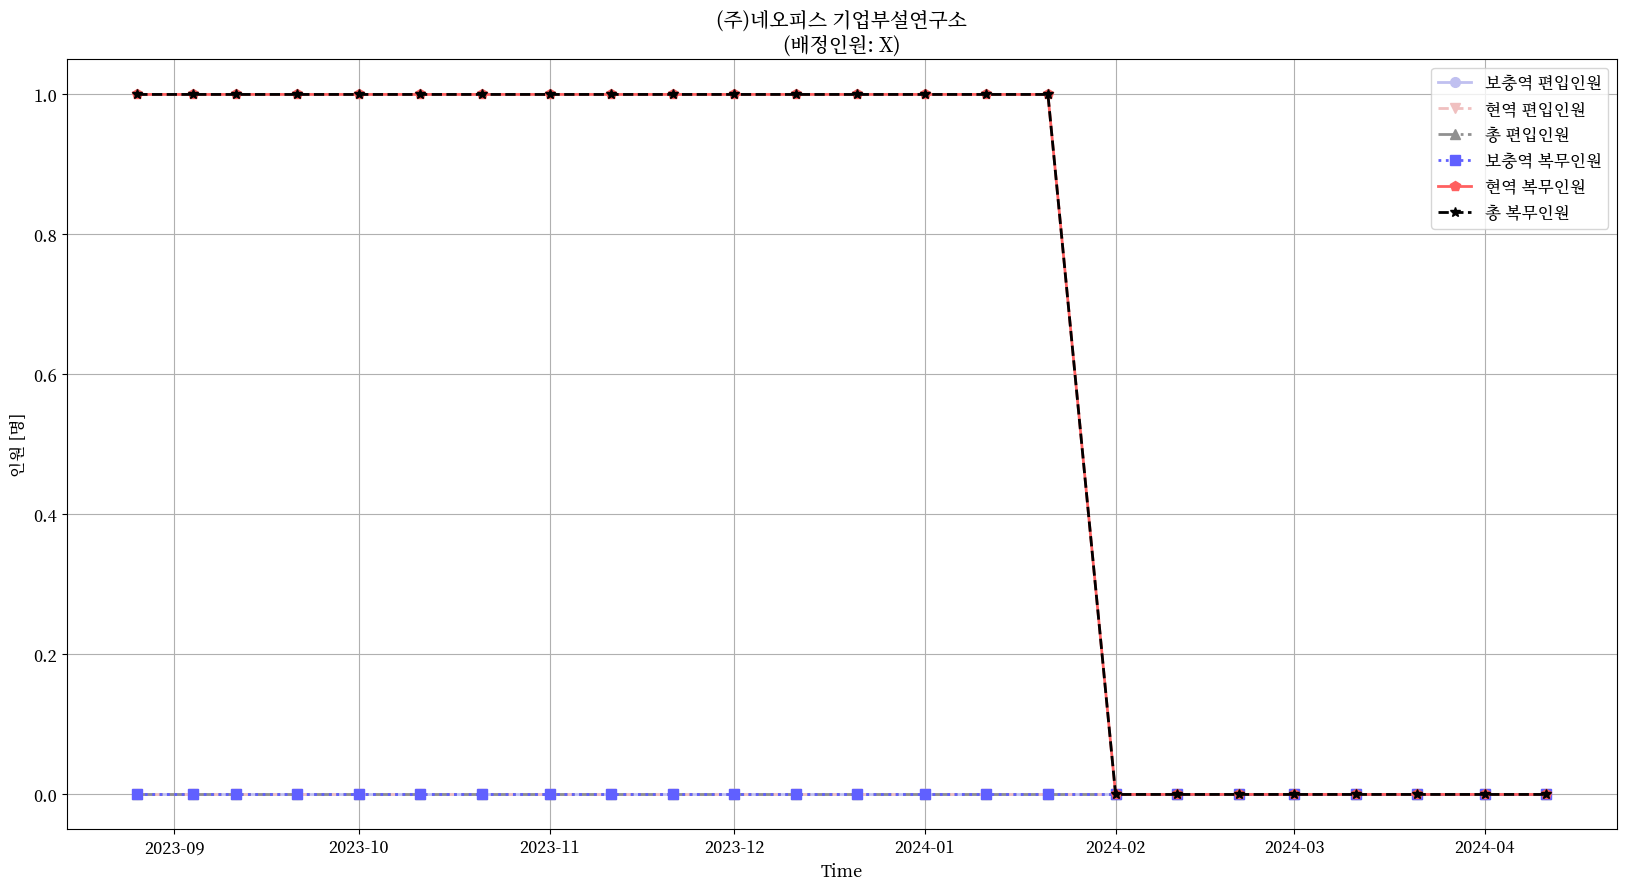 (주)네오피스 기업부설연구소
(배정인원: X)
보충역 편입인원
현역 편입인원
총 편입인원
보충역 복무인원
현역 복무인원
총 복무인원
인원 [명]
1.0
0.8
0.6
0.4
0.2
0.0
2023-09
2023-10
2023-11
2023-12
2024-01
2024-02
2024-03
2024-04
Time